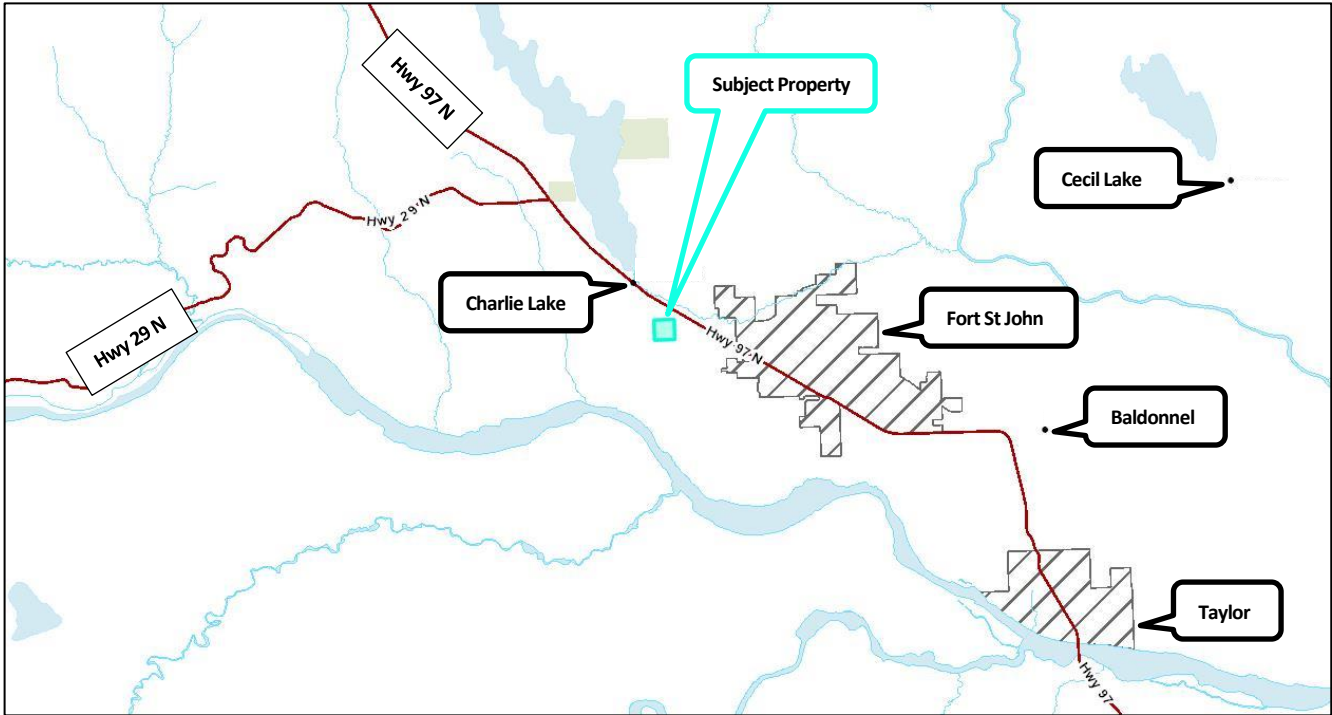 Hwy 97 N
Subject Property
Cecil Lake
Hwy 29 N
Charlie Lake
Fort St John
Hwy 29 N
Hwy 97 N
Baldonnel
Taylor
Hwy 97